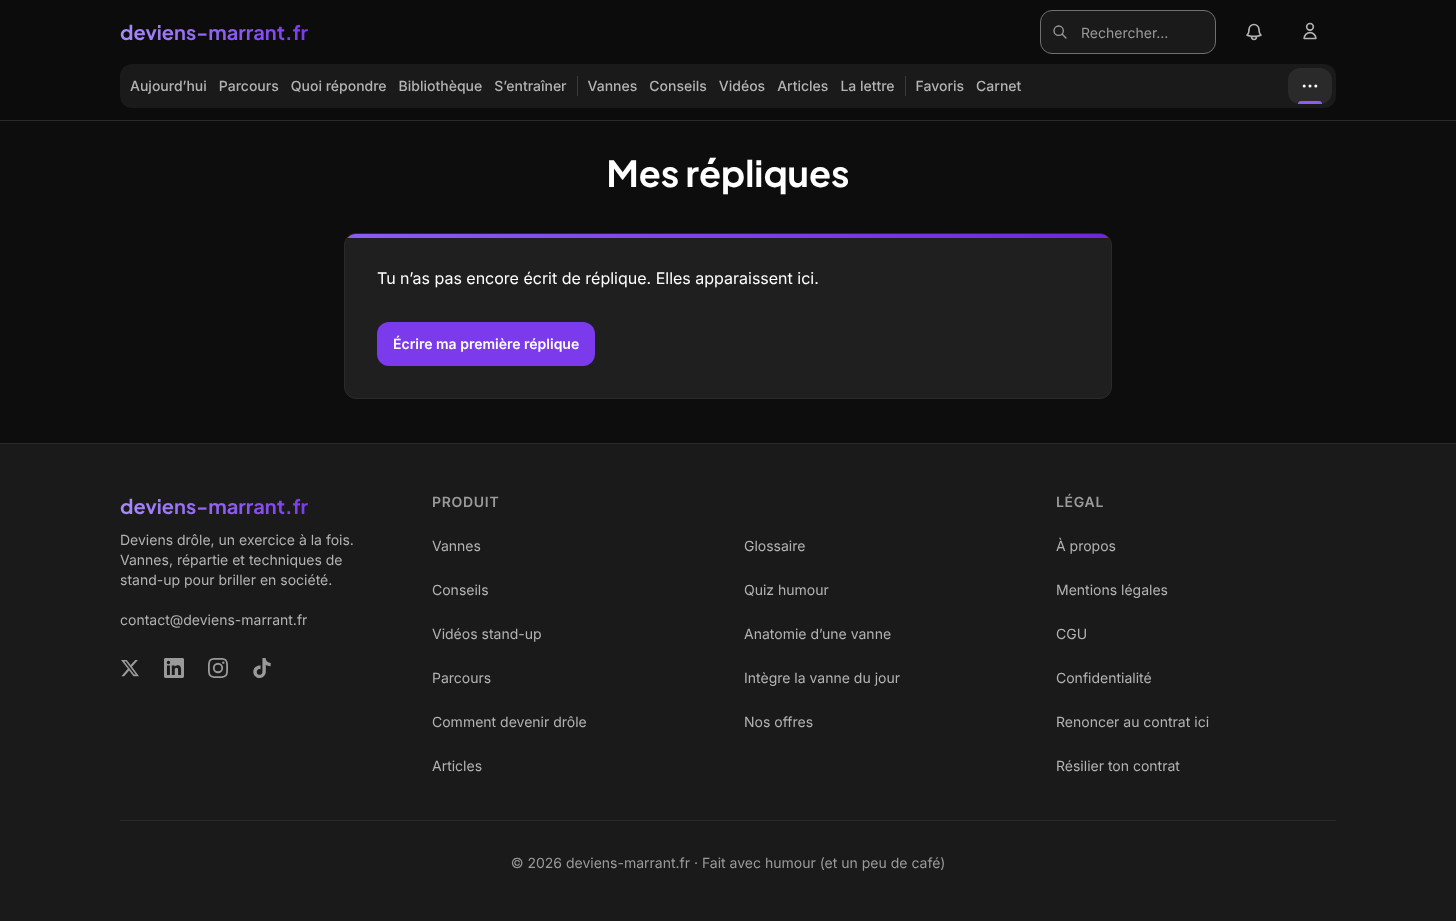 deviens-marrant.fr
Rechercher...
Aujourd’hui Parcours Quoi répondre Bibliothèque S’entraîner Vannes Conseils Vidéos Articles La lettre Favoris Carnet
Mes répliques
Tu n’as pas encore écrit de réplique. Elles apparaissent ici.
Écrire ma première réplique
deviens-marrant.fr
Deviens drôle, un exercice à la fois.
Vannes, répartie et techniques de
stand-up pour briller en société.
contact@deviens-marrant.fr
PRODUIT
Vannes
Conseils
Vidéos stand-up
Parcours
Comment devenir drôle
Articles
Glossaire
Quiz humour
Anatomie d’une vanne
Intègre la vanne du jour
Nos offres
LÉGAL
À propos
Mentions légales
CGU
Confidentialité
Renoncer au contrat ici
Résilier ton contrat
© 2026 deviens-marrant.fr · Fait avec humour (et un peu de café)